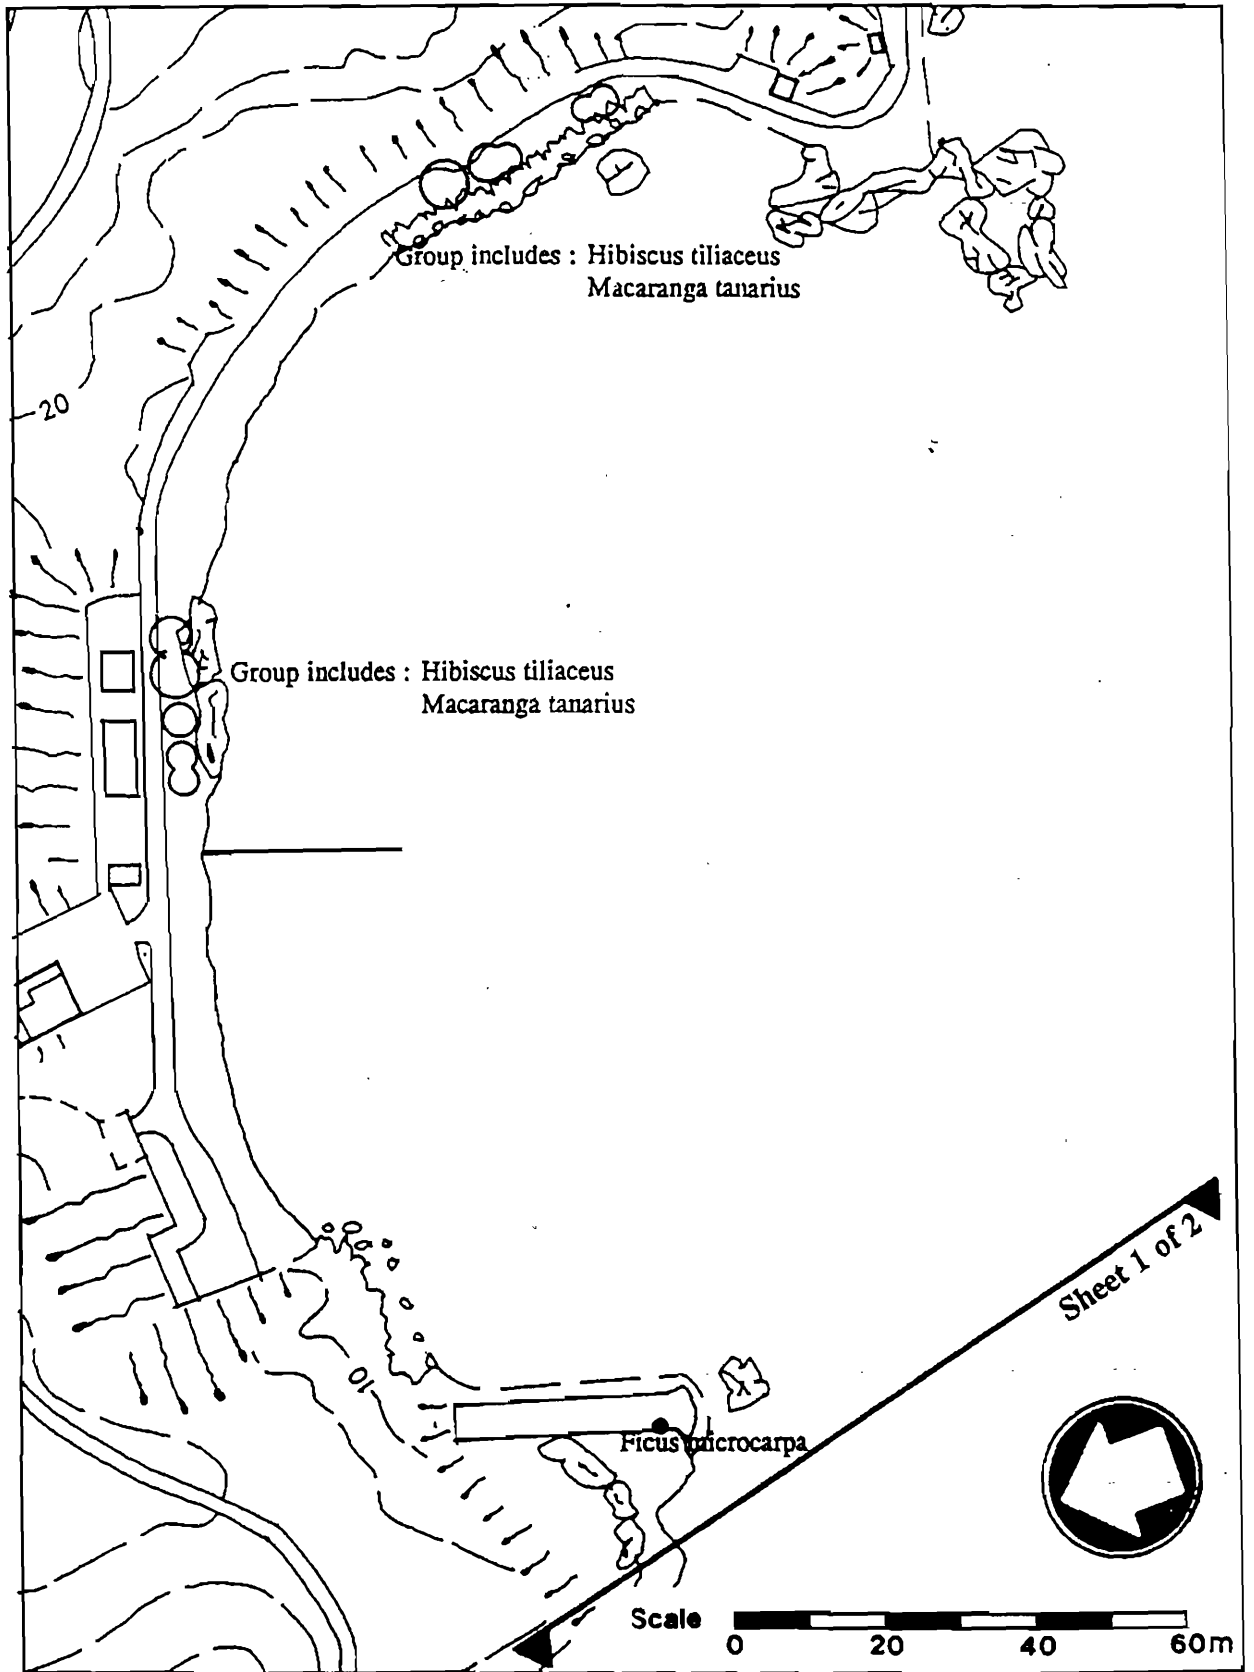 Group includes : Hibiscus tiliaceus
Macaranga tanarius
20
Group includes : Hibiscus tiliaceus
Macaranga tanarius
Sheet 1 of 2
10
Ficus microcarpa
Scale
0 20 40 60m